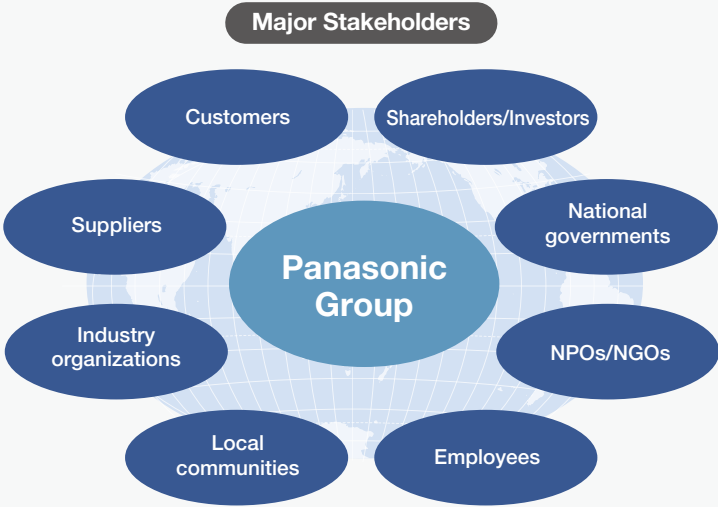 Major Stakeholders
Customers
Shareholders/Investors
Suppliers
National
governments
Panasonic
Group
Industry
organizations
NPOs/NGOs
Local
communities
Employees